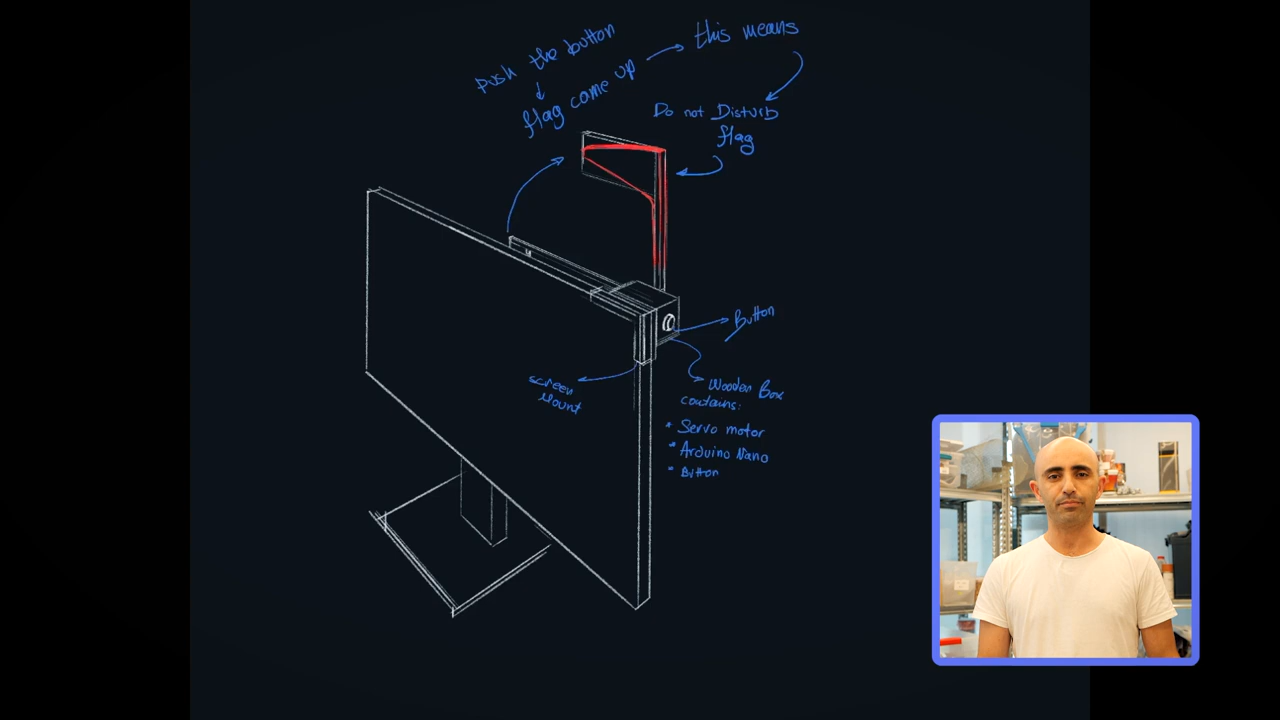 Push the button
flag came up
this means
Do not Disturb
flag
Button
screen
Mount
Wooden Box
contains:
* Servo motor
* Arduino Nano
* Button